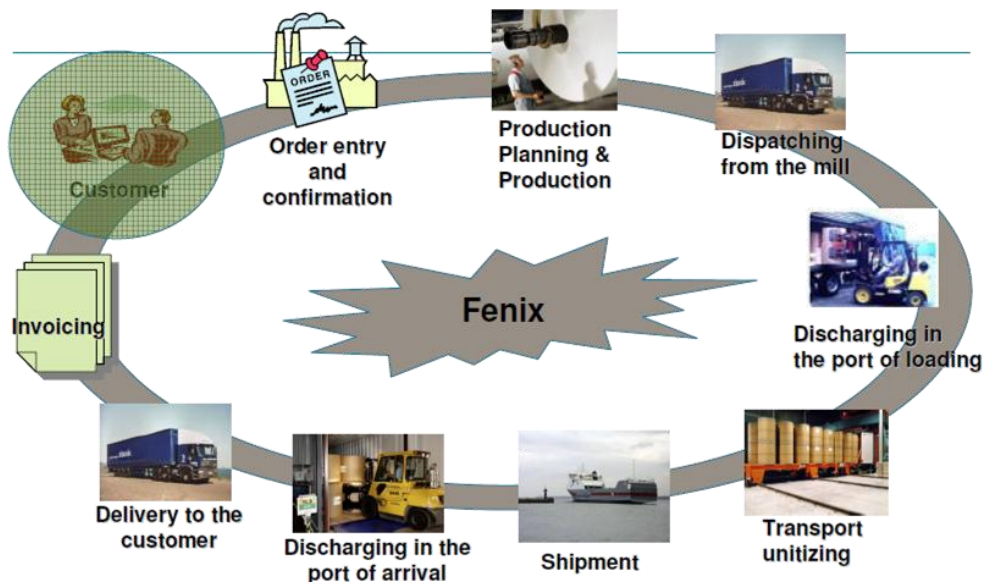 Customer
ORDER
Order entry
and
confirmation
Production
Planning &
Production
Dispatching
from the mill
Discharging in
the port of loading
Transport
unitizing
Shipment
Discharging in the
port of arrival
Delivery to the
customer
Invoicing
Fenix